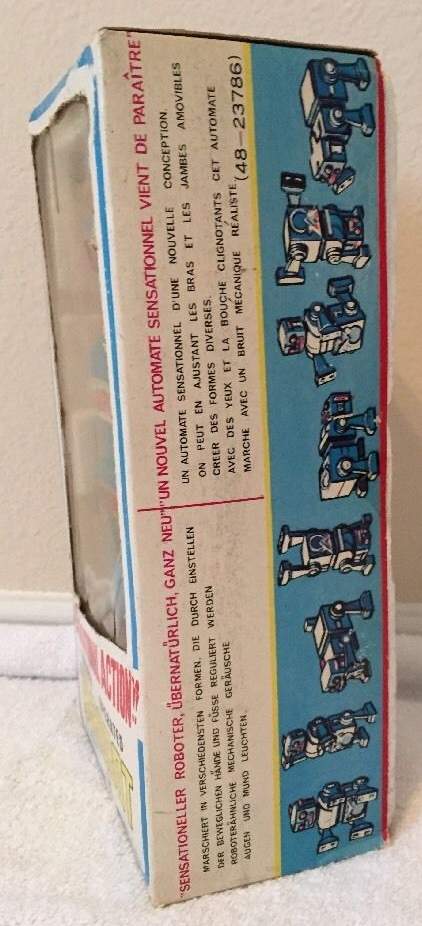 "SENSATIONELLER ROBOTER, ÜBERNATÜRLICH, GANZ NEU"
MARSCHIERT IN VERSCHIEDENSTEN FORMEN, DIE DURCH EINSTELLEN
DER BEWEGLICHEN HÄNDE UND FÜSSE REGULIERT WERDEN
ROBOTERÄHNLICHE MECHANISCHE GERÄUSCHE
AUGEN UND MUND LEUCHTEN.
"UN NOUVEL AUTOMATE SENSATIONNEL VIENT DE PARAÎTRE"
UN AUTOMATE SENSATIONNEL D'UNE NOUVELLE CONCEPTION.
ON PEUT EN AJUSTANT LES BRAS ET LES JAMBES AMOVIBLES
CREER DES FORMES DIVERSES.
AVEC DES YEUX ET LA BOUCHE CLIGNOTANTS CET AUTOMATE
MARCHE AVEC UN BRUIT MÉCANIQUE RÉALISTE.
(48—23786)
ACTION!!